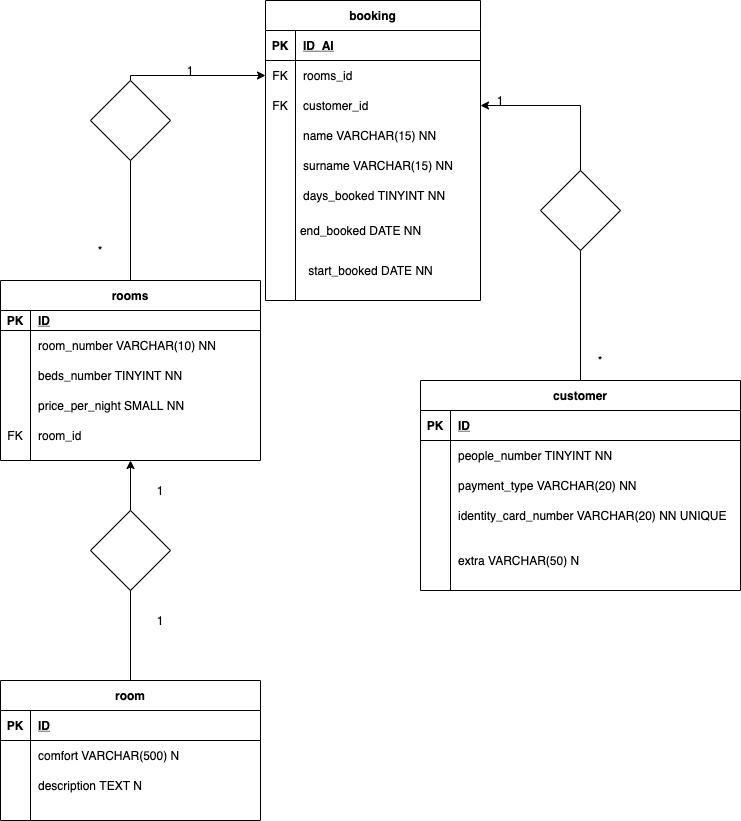 booking
PK ID_AI
FK rooms_id
FK customer_id
name VARCHAR(15) NN
surname VARCHAR(15) NN
days_booked TINYINT NN
end_booked DATE NN
start_booked DATE NN
1
1
*
*
rooms
PK ID
room_number VARCHAR(10) NN
beds_number TINYINT NN
price_per_night SMALL NN
FK room_id
customer
PK ID
people_number TINYINT NN
payment_type VARCHAR(20) NN
identity_card_number VARCHAR(20) NN UNIQUE
extra VARCHAR(50) N
1
1
room
PK ID
comfort VARCHAR(500) N
description TEXT N